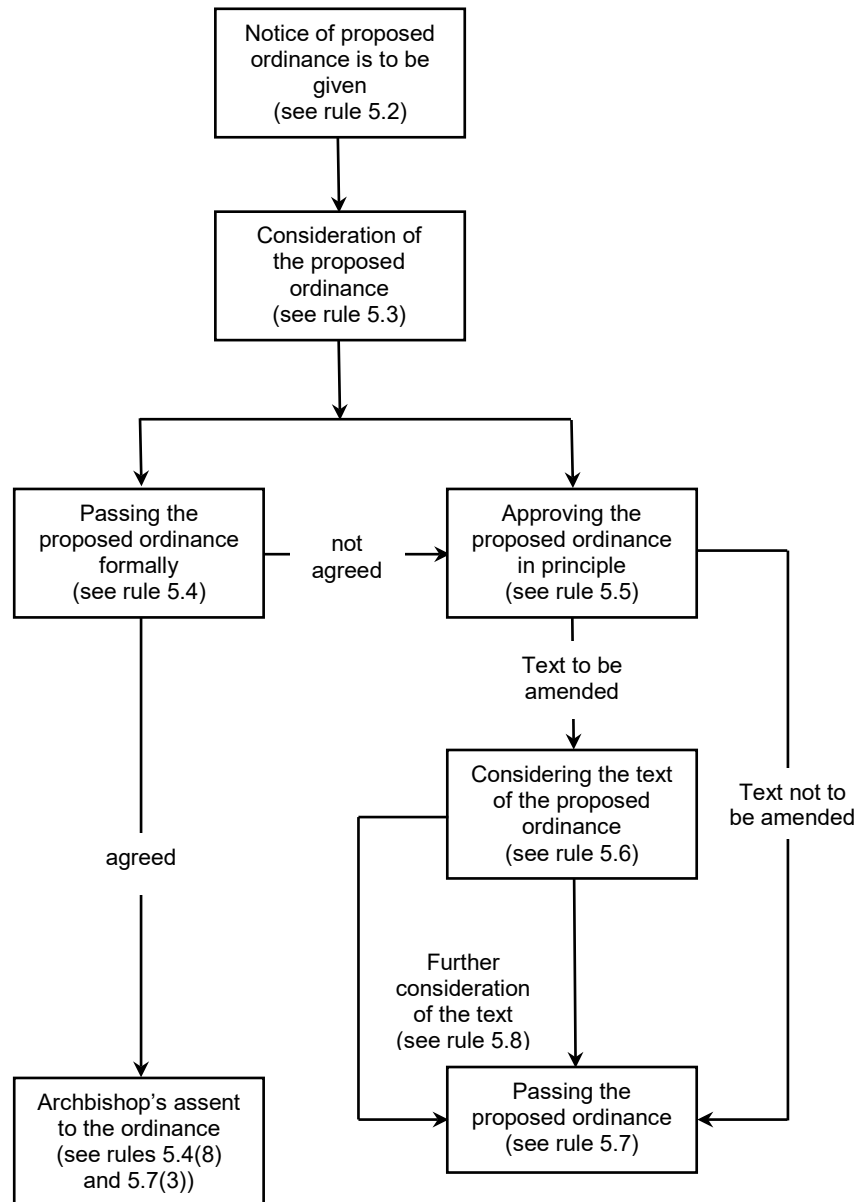 Notice of proposed
ordinance is to be
given
(see rule 5.2)
Consideration of
the proposed
ordinance
(see rule 5.3)
Passing the
proposed ordinance
formally
(see rule 5.4)
not
agreed
Approving the
proposed ordinance
in principle
(see rule 5.5)
Text to be
amended
Considering the text
of the proposed
ordinance
(see rule 5.6)
Text not to
be amended
agreed
Further
consideration
of the text
(see rule 5.8)
Archbishop’s assent
to the ordinance
(see rules 5.4(8)
and 5.7(3))
Passing the
proposed ordinance
(see rule 5.7)